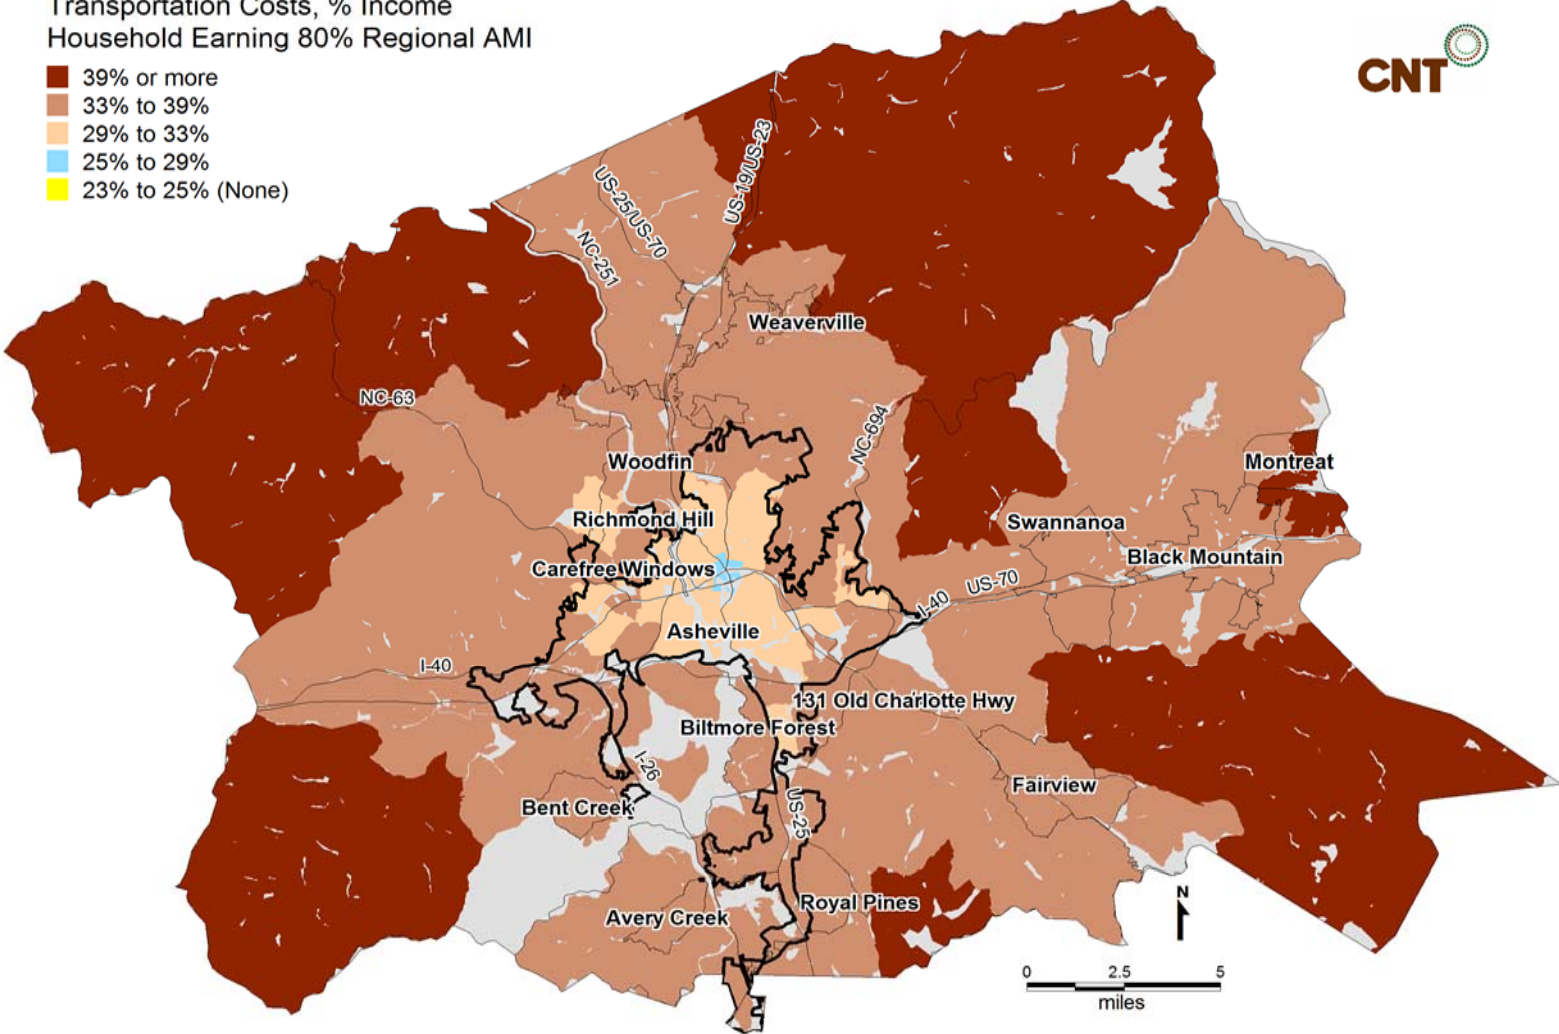 Transportation Costs, % Income
Household Earning 80% Regional AMI
39% or more
33% to 39%
29% to 33%
25% to 29%
23% to 25% (None)
CNT
US-19/US-23
US-25/US-70
NC-251
Weaverville
NC-63
NC-694
Woodfin
Montreat
Richmond Hill
Swannanoa
Carefree Windows
Black Mountain
US-70
I-40
Asheville
I-40
131 Old Charlotte Hwy
Biltmore Forest
I-26
Fairview
Bent Creek
US-25
Royal Pines
Avery Creek
N
0 2.5 5
miles